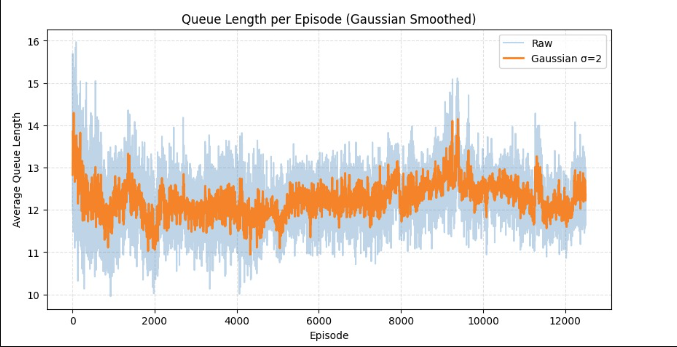 Queue Length per Episode (Gaussian Smoothed)
Raw
Gaussian σ=2
Average Queue Length
16
15
14
13
12
11
10
0 2000 4000 6000 8000 10000 12000
Episode